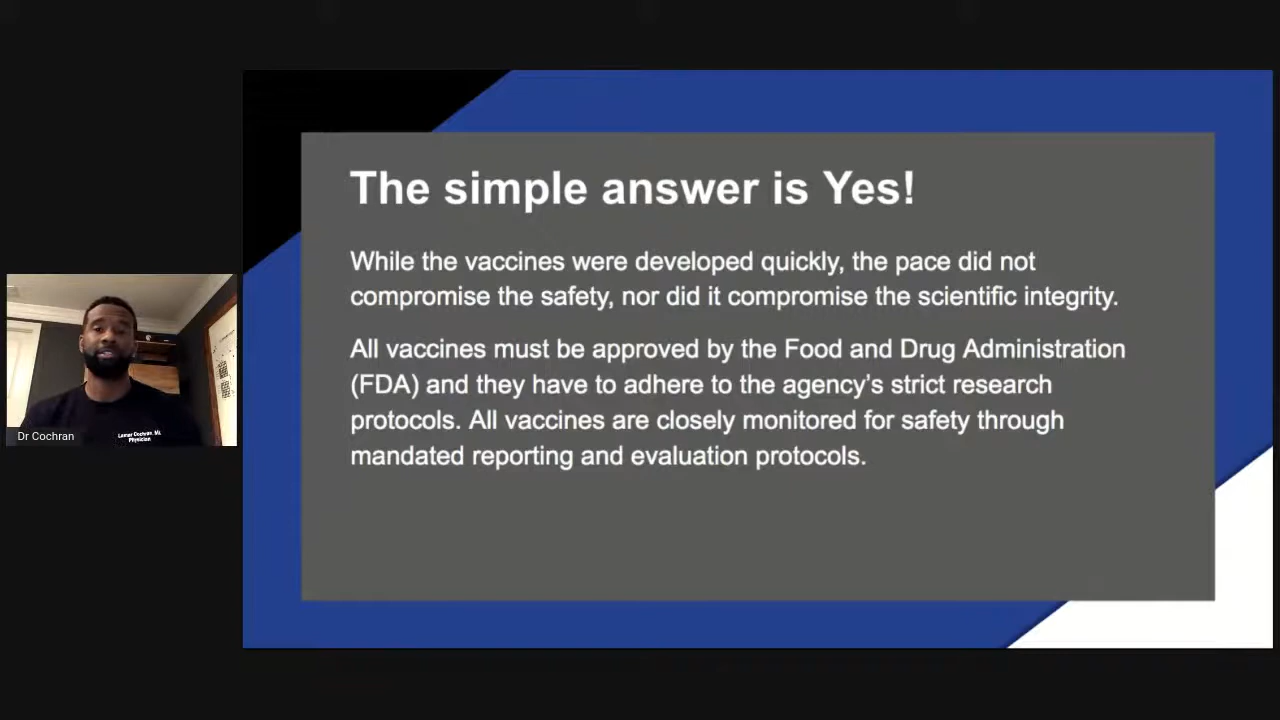 The simple answer is Yes!
While the vaccines were developed quickly, the pace did not
compromise the safety, nor did it compromise the scientific integrity.
All vaccines must be approved by the Food and Drug Administration
(FDA) and they have to adhere to the agency's strict research
protocols. All vaccines are closely monitored for safety through
mandated reporting and evaluation protocols.
Dr Cochran
Lamar Cochran,
Physician